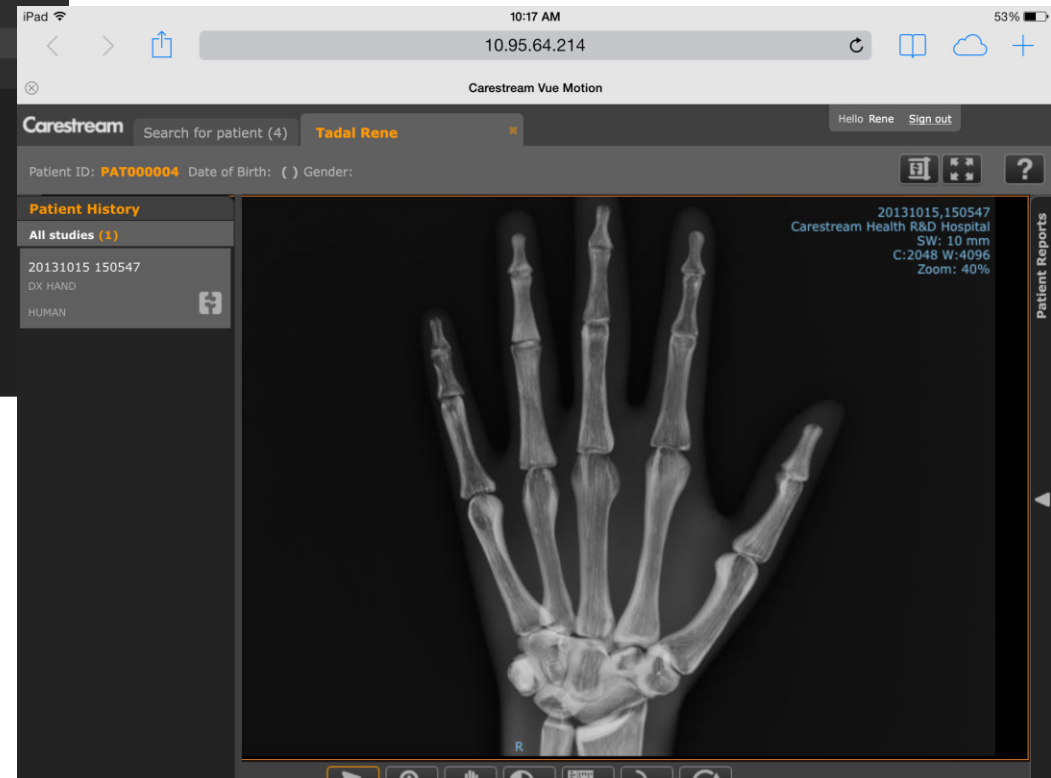 iPad 10:17 AM 53%
10.95.64.214
Carestream Vue Motion
Carestream Search for patient (4) Tadal Rene Hello Rene Sign out
Patient ID: PAT000004 Date of Birth: ( ) Gender: ?
Patient History
All studies (1)
20131015 150547
DX HAND
HUMAN
20131015,150547
Carestream Health R&D Hospital
SW: 10 mm
C:2048 W:4096
Zoom: 40%
R
Patient Reports